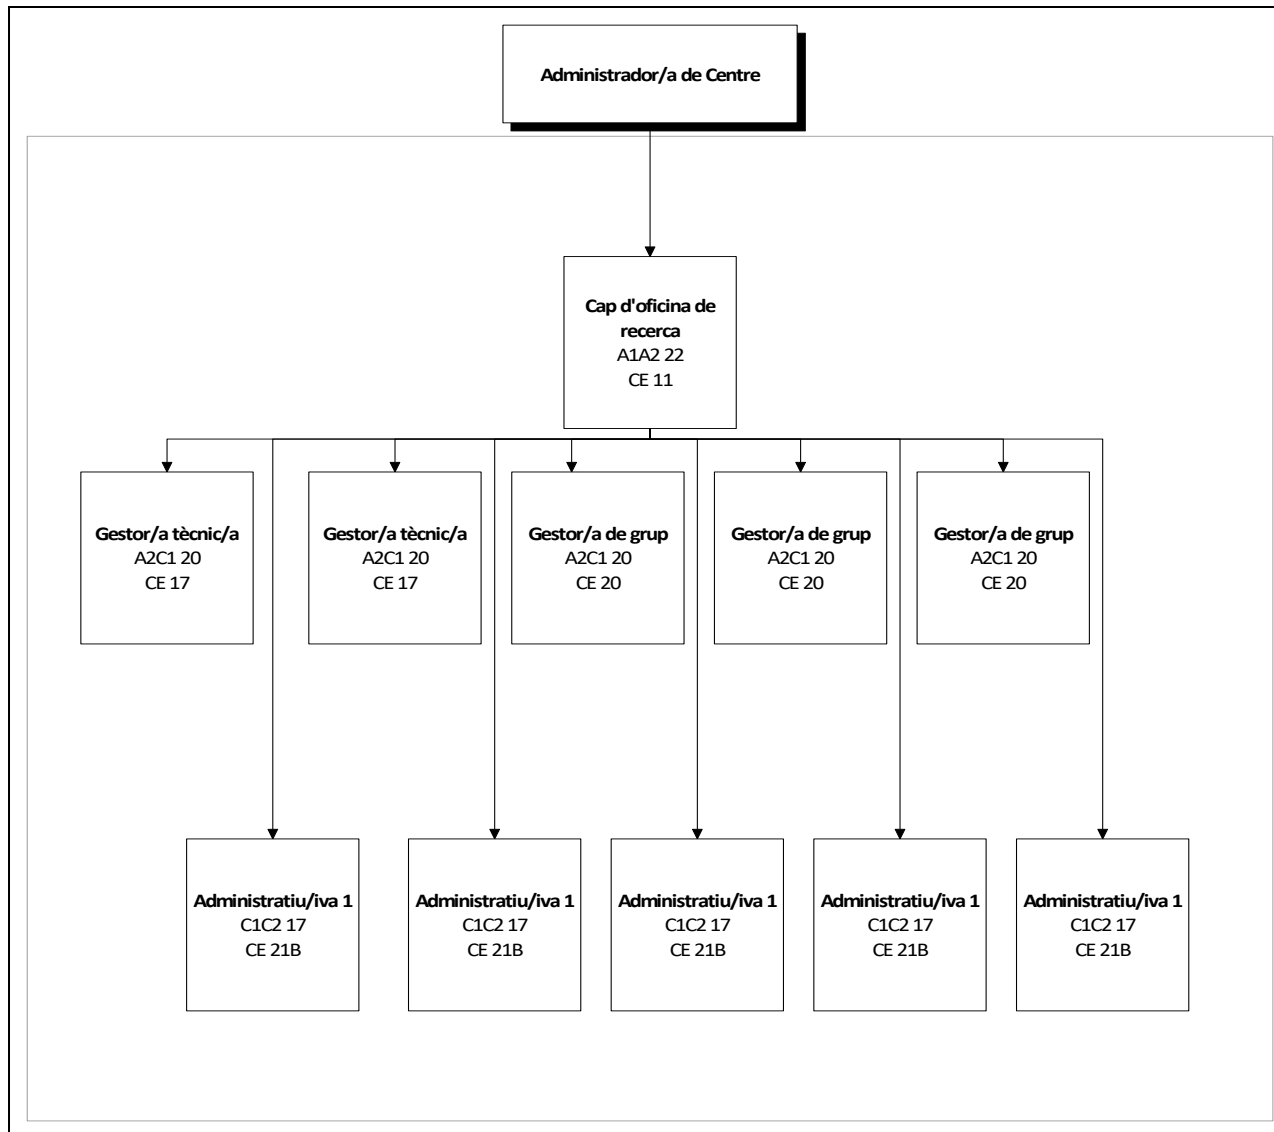 Administrador/a de Centre
Cap d'oficina de
recerca
A1A2 22
CE 11
Gestor/a tècnic/a
A2C1 20
CE 17
Gestor/a tècnic/a
A2C1 20
CE 17
Gestor/a de grup
A2C1 20
CE 20
Gestor/a de grup
A2C1 20
CE 20
Gestor/a de grup
A2C1 20
CE 20
Administratiu/iva 1
C1C2 17
CE 21B
Administratiu/iva 1
C1C2 17
CE 21B
Administratiu/iva 1
C1C2 17
CE 21B
Administratiu/iva 1
C1C2 17
CE 21B
Administratiu/iva 1
C1C2 17
CE 21B